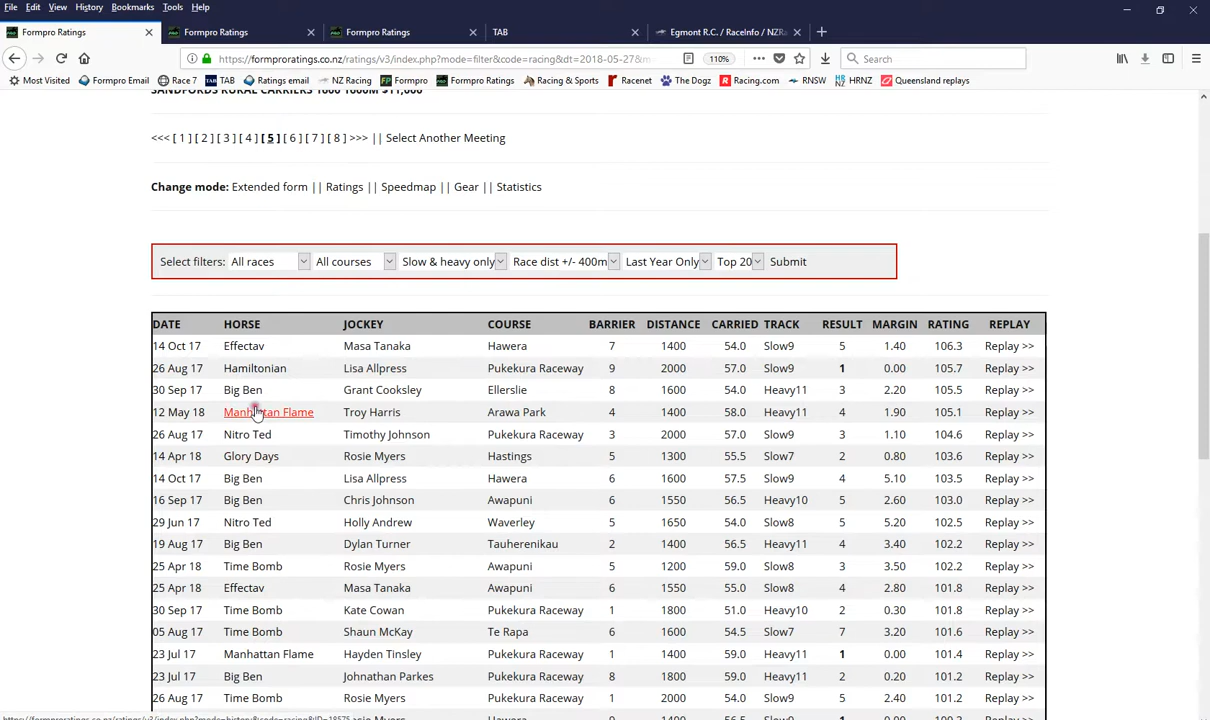 File Edit View History Bookmarks Tools Help
Formpro Ratings Formpro Ratings Formpro Ratings TAB Egmont R.C. / RaceInfo / NZRa
https://formproratings.co.nz/ratings/v3/index.php?mode=filter&code=racing&dt=2018-05-27&m 110% Search
Most Visited Formpro Email Race 7 TAB Ratings email NZ Racing Formpro Formpro Ratings Racing & Sports Racenet The Dogz Racing.com RNSW HRNZ Queensland replays
SANDFORDS RURAL CARRIERS 1600 1600M $11,000
<<< [ 1 ] [ 2 ] [ 3 ] [ 4 ] [ 5 ] [ 6 ] [ 7 ] [ 8 ] >>> || Select Another Meeting
Change mode: Extended form || Ratings || Speedmap || Gear || Statistics
Select filters: All races All courses Slow & heavy only Race dist +/- 400m Last Year Only Top 20 Submit
DATE HORSE JOCKEY COURSE BARRIER DISTANCE CARRIED TRACK RESULT MARGIN RATING REPLAY
14 Oct 17 Effectav Masa Tanaka Hawera 7 1400 54.0 Slow9 5 1.40 106.3 Replay >>
26 Aug 17 Hamiltonian Lisa Allpress Pukekura Raceway 9 2000 57.0 Slow9 1 0.00 105.7 Replay >>
30 Sep 17 Big Ben Grant Cooksley Ellerslie 8 1600 54.0 Heavy11 3 2.20 105.5 Replay >>
12 May 18 Manhattan Flame Troy Harris Arawa Park 4 1400 58.0 Heavy11 4 1.90 105.1 Replay >>
26 Aug 17 Nitro Ted Timothy Johnson Pukekura Raceway 3 2000 57.0 Slow9 3 1.10 104.6 Replay >>
14 Apr 18 Glory Days Rosie Myers Hastings 5 1300 55.5 Slow7 2 0.80 103.6 Replay >>
14 Oct 17 Big Ben Lisa Allpress Hawera 6 1600 57.5 Slow9 4 5.10 103.5 Replay >>
16 Sep 17 Big Ben Chris Johnson Awapuni 6 1550 56.5 Heavy10 5 2.60 103.0 Replay >>
29 Jun 17 Nitro Ted Holly Andrew Waverley 5 1650 54.0 Slow8 5 5.20 102.5 Replay >>
19 Aug 17 Big Ben Dylan Turner Tauherenikau 2 1400 56.5 Heavy11 4 3.40 102.2 Replay >>
25 Apr 18 Time Bomb Rosie Myers Awapuni 5 1200 59.0 Slow8 3 3.50 102.2 Replay >>
25 Apr 18 Effectav Masa Tanaka Awapuni 6 1550 55.0 Slow8 4 2.80 101.8 Replay >>
30 Sep 17 Time Bomb Kate Cowan Pukekura Raceway 1 1800 51.0 Heavy10 2 0.30 101.8 Replay >>
05 Aug 17 Time Bomb Shaun McKay Te Rapa 6 1600 54.5 Slow7 7 3.20 101.6 Replay >>
23 Jul 17 Manhattan Flame Hayden Tinsley Pukekura Raceway 1 1400 59.0 Heavy11 1 0.00 101.4 Replay >>
23 Jul 17 Big Ben Johnathan Parkes Pukekura Raceway 8 1800 59.0 Heavy11 2 0.20 101.2 Replay >>
26 Aug 17 Time Bomb Rosie Myers Pukekura Raceway 1 2000 54.0 Slow9 5 2.40 101.2 Replay >>